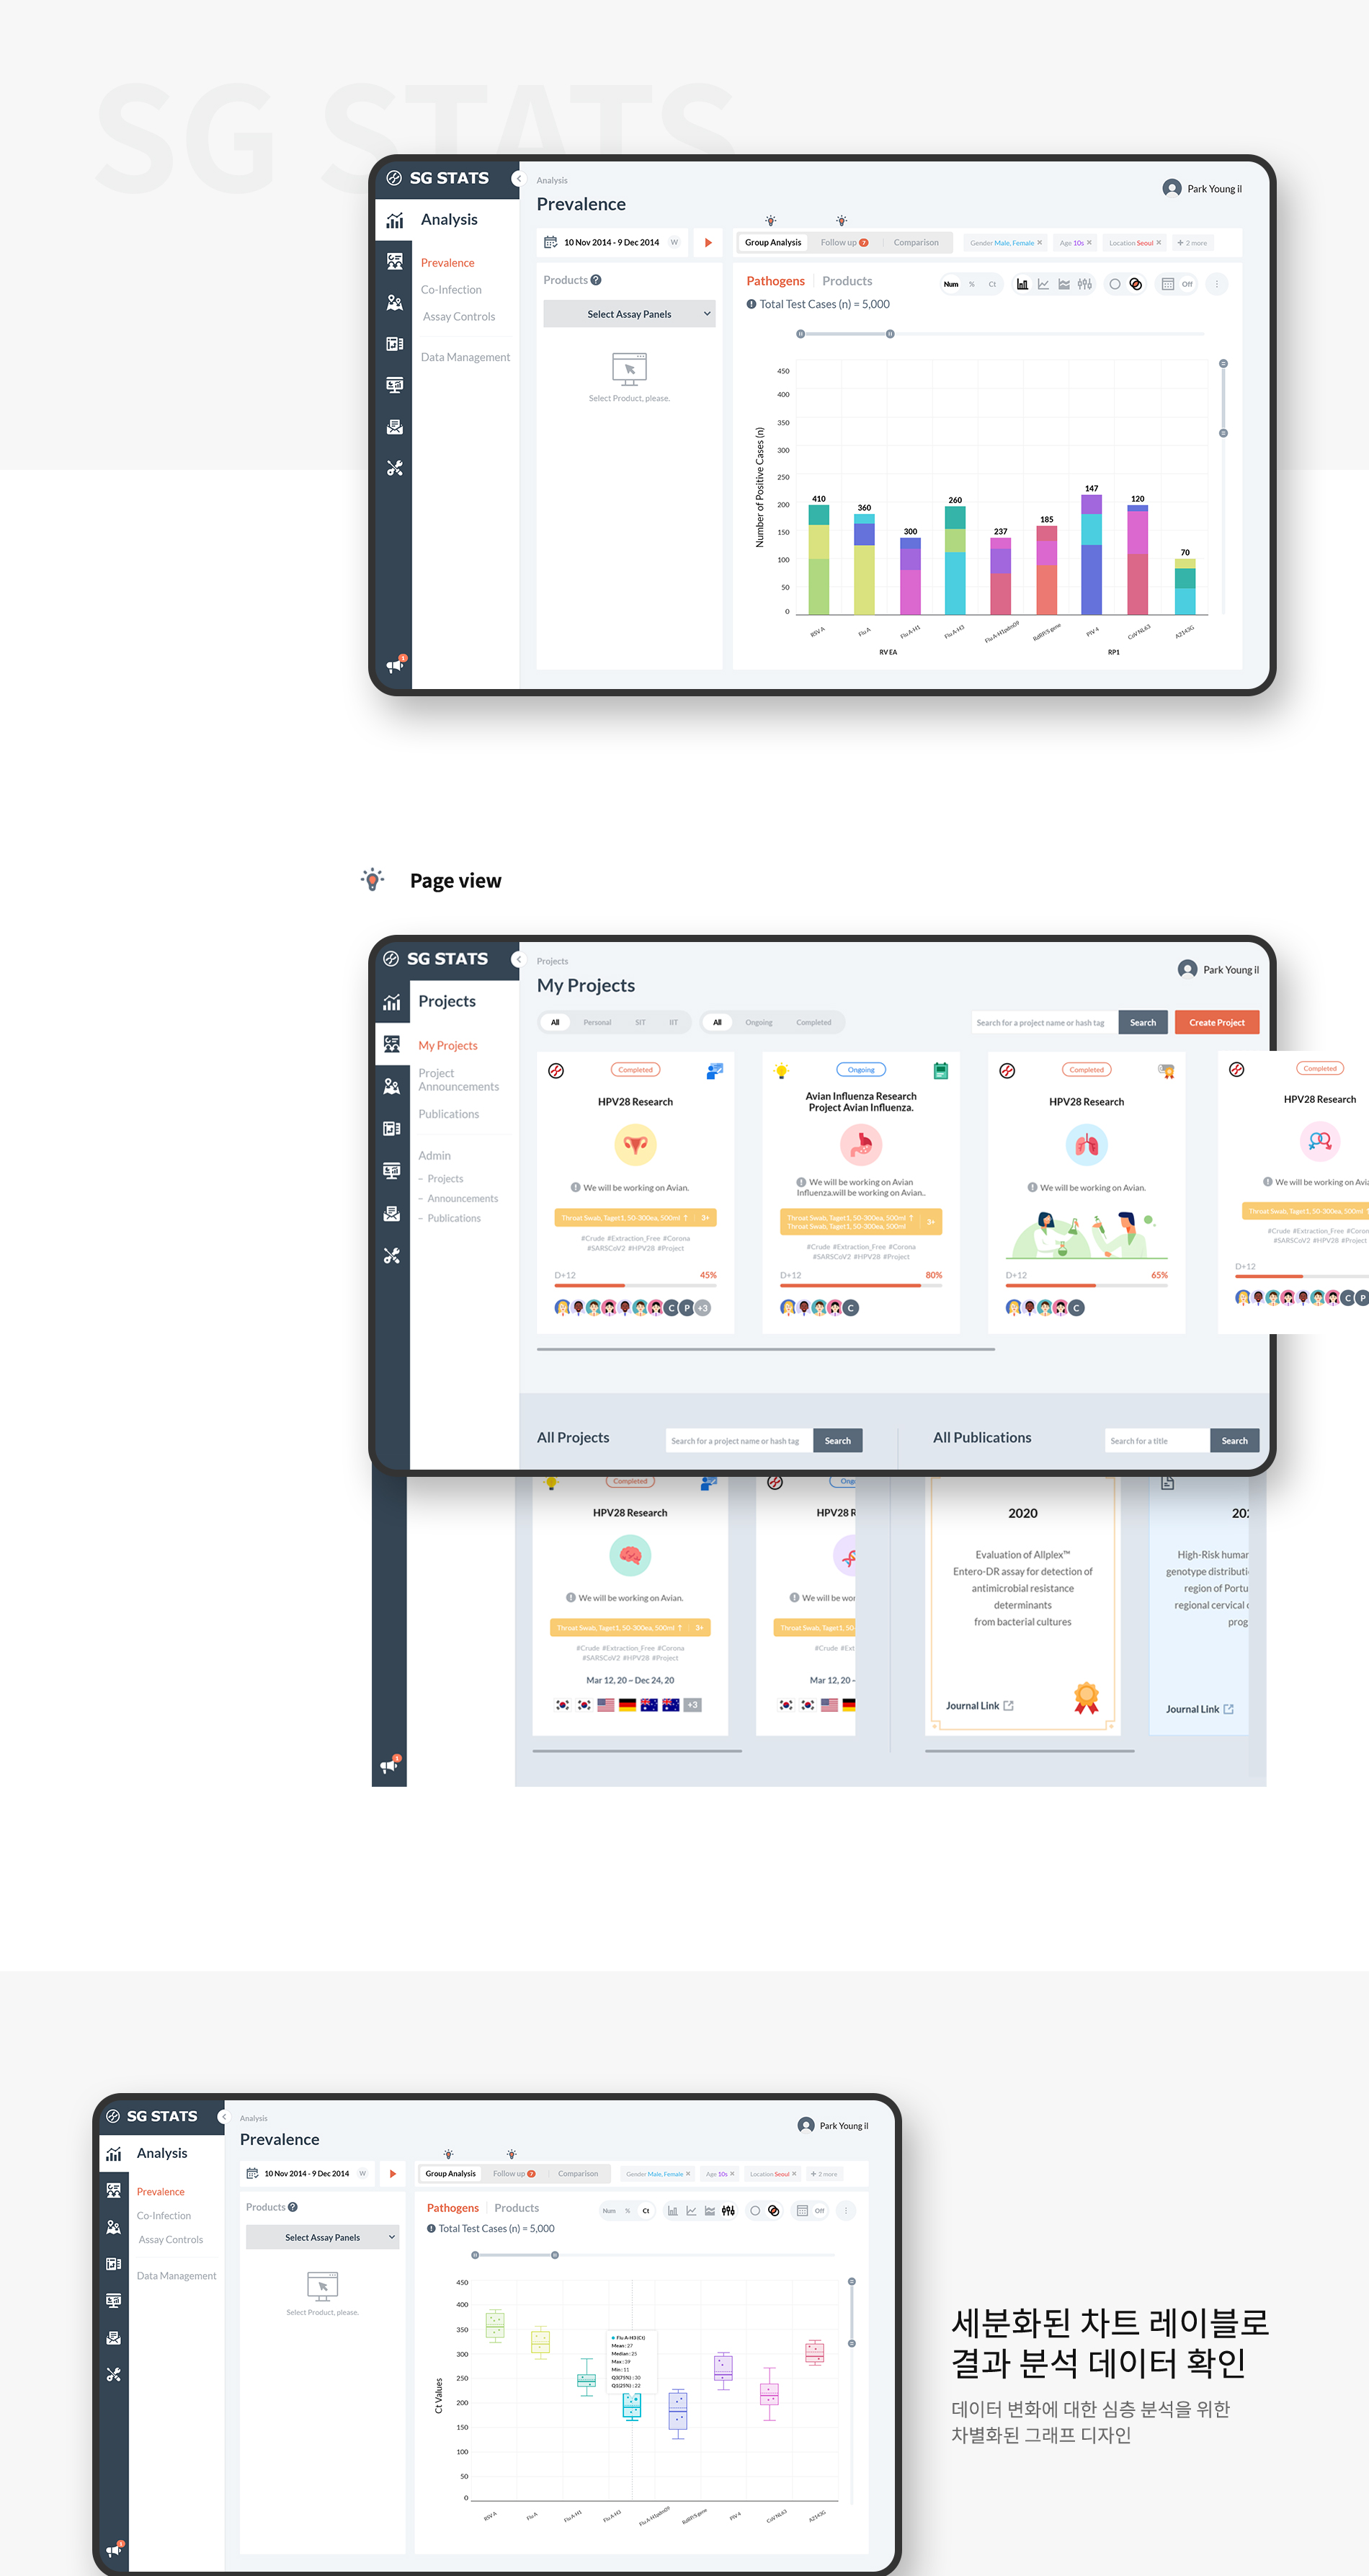 SG STATS
SG STATS
Analysis
Prevalence
Co-Infection
Assay Controls
Data Management
1
Analysis
Prevalence
Park Young il
10 Nov 2014 - 9 Dec 2014 W
Group Analysis Follow up 7 Comparison
Gender Male, Female × Age 10s × Location Seoul × + 2 more
Products ?
Select Assay Panels
Select Product, please.
Pathogens Products
Num % Ct
Off
Total Test Cases (n) = 5,000
Number of Positive Cases (n)
450
400
350
300
250
200
150
100
50
0
410
360
300
260
237
185
147
120
70
RSV A
Flu A
Flu A-H1
Flu A-H3
Flu A-H1pdm09
RdRP/S gene
PIV 4
CoV NL63
A2143G
RV EA
RP1
Page view
SG STATS
Projects
My Projects
Project
Announcements
Publications
Admin
– Projects
– Announcements
– Publications
Projects
My Projects
Park Young il
All Personal SIT IIT
All Ongoing Completed
Search for a project name or hash tag Search
Create Project
Completed
HPV28 Research
We will be working on Avian.
Throat Swab, Taget1, 50-300ea, 500ml ↑ 3+
#Crude #Extraction_Free #Corona
#SARSCoV2 #HPV28 #Project
D+12 45%
C P +3
Ongoing
Avian Influenza Research
Project Avian Influenza.
We will be working on Avian
Influenza.will be working on Avian..
Throat Swab, Taget1, 50-300ea, 500ml ↑
Throat Swab, Taget1, 50-300ea, 500ml
3+
#Crude #Extraction_Free #Corona
#SARSCoV2 #HPV28 #Project
D+12 80%
C
Completed
HPV28 Research
We will be working on Avian.
D+12 65%
C
Completed
HPV28 Research
We will be working on Avia
Throat Swab, Taget1, 50-300ea, 500ml
#Crude #Extraction_Free #Coron
#SARSCoV2 #HPV28 #Project
D+12
C P
All Projects
Search for a project name or hash tag Search
All Publications
Search for a title Search
Completed
HPV28 Research
We will be working on Avian.
Throat Swab, Taget1, 50-300ea, 500ml ↑ 3+
#Crude #Extraction_Free #Corona
#SARSCoV2 #HPV28 #Project
Mar 12, 20 – Dec 24, 20
+3
Ongo
HPV28 R
We will be wor
Throat Swab, Taget1, 50
#Crude #Ext
Mar 12, 20 –
2020
Evaluation of Allplex™
Entero-DR assay for detection of
antimicrobial resistance
determinants
from bacterial cultures
Journal Link
202
High-Risk humar
genotype distributi
region of Portu
regional cervical c
prog
Journal Link
1
SG STATS
Analysis
Prevalence
Co-Infection
Assay Controls
Data Management
1
Analysis
Prevalence
Park Young il
10 Nov 2014 - 9 Dec 2014 W
Group Analysis Follow up 7 Comparison
Gender Male, Female × Age 10s × Location Seoul × + 2 more
Products ?
Select Assay Panels
Select Product, please.
Pathogens Products
Num % Ct
Off
Total Test Cases (n) = 5,000
Ct Values
450
400
350
300
250
200
150
100
50
0
Flu A-H3 (Ct)
Mean : 27
Median : 25
Max : 39
Min : 11
Q3(75%) : 30
Q1(25%) : 22
RSV A
Flu A
Flu A-H1
Flu A-H3
Flu A-H1pdm09
RdRP/S gene
PIV 4
CoV NL63
A2143G
세분화된 차트 레이블로
결과 분석 데이터 확인
데이터 변화에 대한 심층 분석을 위한
차별화된 그래프 디자인